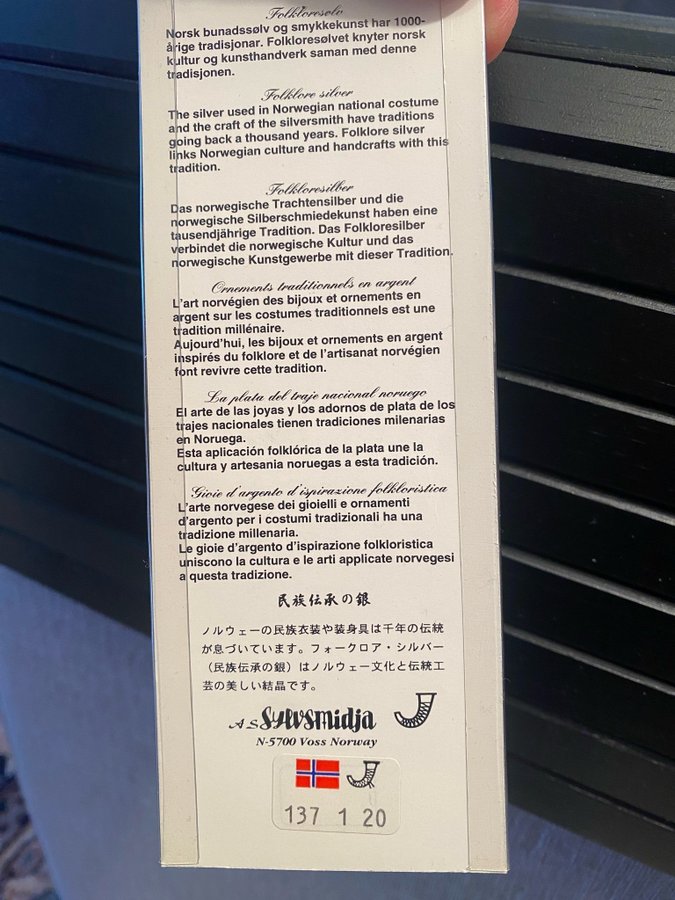 Folkloresølv
Norsk bunadssølv og smykkekunst har 1000-
årige tradisjonar. Folkloresølvet knyter norsk
kultur og kunsthandverk saman med denne
tradisjonen.
Folklore silver
The silver used in Norwegian national costume
and the craft of the silversmith have traditions
going back a thousand years. Folklore silver
links Norwegian culture and handcrafts with this
tradition.
Folkloresilber
Das norwegische Trachtensilber und die
norwegische Silberschmiedekunst haben eine
tausendjährige Tradition. Das Folkloresilber
verbindet die norwegische Kultur und das
norwegische Kunstgewerbe mit dieser Tradition.
Ornements traditionnels en argent
L'art norvégien des bijoux et ornements en
argent sur les costumes traditionnels est une
tradition millénaire.
Aujourd'hui, les bijoux et ornements en argent
inspirés du folklore et de l'artisanat norvégien
font revivre cette tradition.
La plata del traje nacional noruego
El arte de las joyas y los adornos de plata de los
trajes nacionales tienen tradiciones milenarias
en Noruega.
Esta aplicación folklórica de la plata une la
cultura y artesania noruegas a esta tradición.
Gioie d'argento d'ispirazione folkloristica
L'arte norvegese dei gioielli e ornamenti
d'argento per i costumi tradizionali ha una
tradizione millenaria.
Le gioie d'argento d'ispirazione folkloristica
uniscono la cultura e le arti applicate norvegesi
a questa tradizione.
民族伝承の銀
ノルウェーの民族衣装や装身具は千年の伝統
が息づいています。フォークロア・シルバー
（民族伝承の銀）はノルウェー文化と伝統工
芸の美しい結晶です。
AS Sylvsmidja
N-5700 Voss Norway
137 1 20